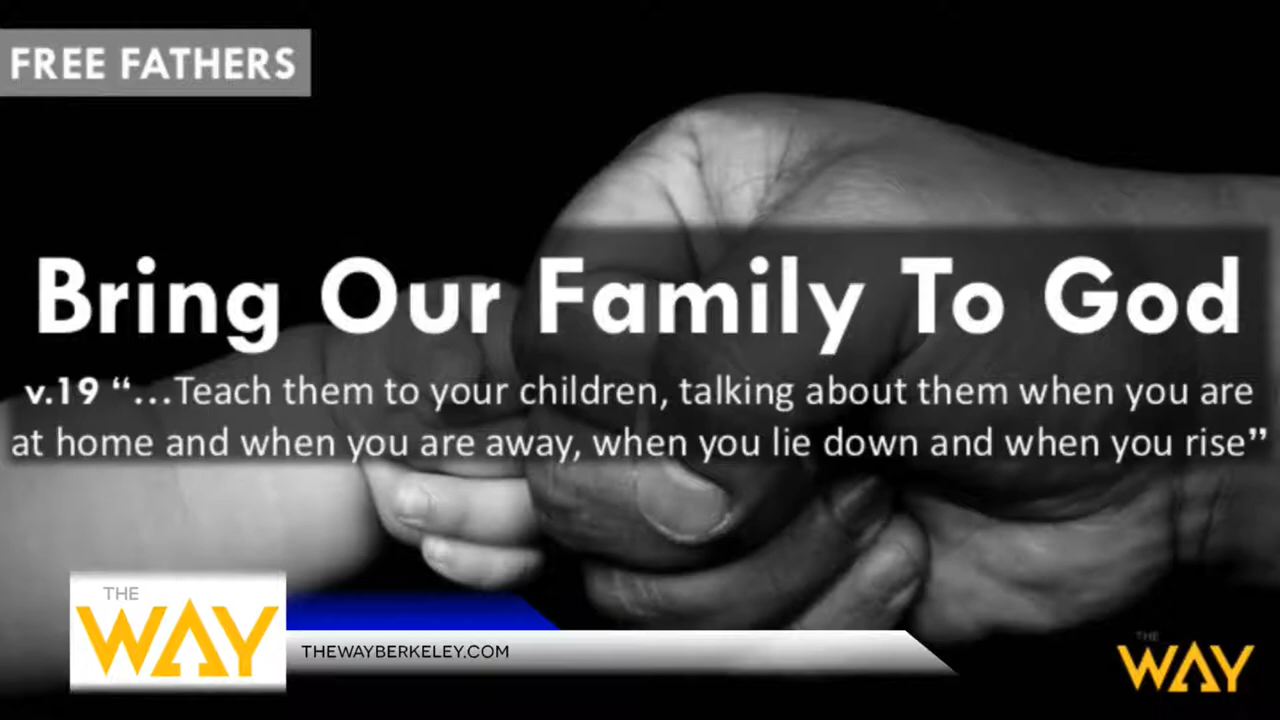 FREE FATHERS
Bring Our Family To God
v.19 “...Teach them to your children, talking about them when you are
at home and when you are away, when you lie down and when you rise”
THE
WAY
THEWAYBERKELEY.COM
THE
WAY